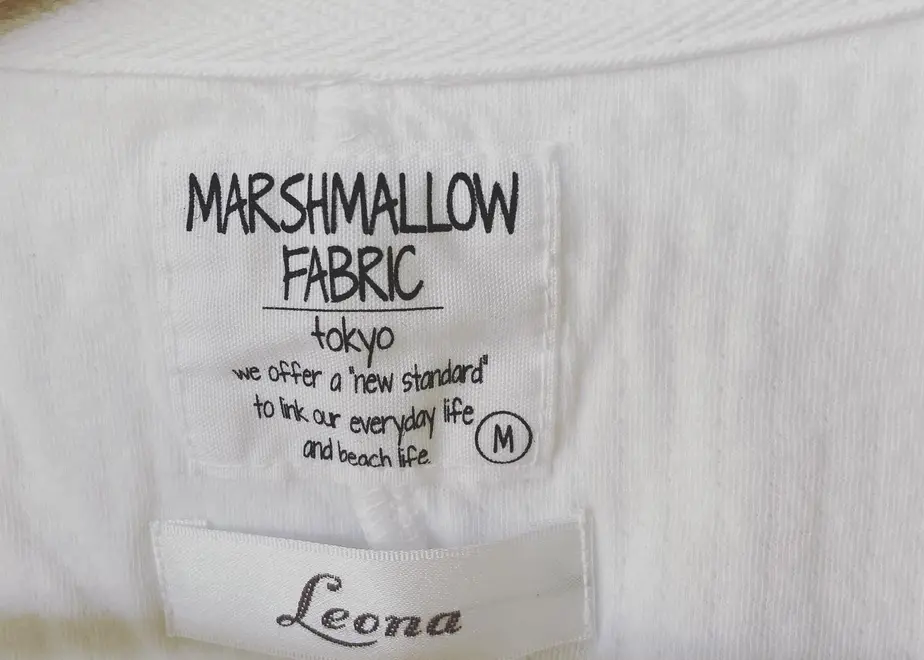 MARSHMALLOW
FABRIC
tokyo
we offer a "new standard"
to link our everyday life
and beach life.
M
Leona